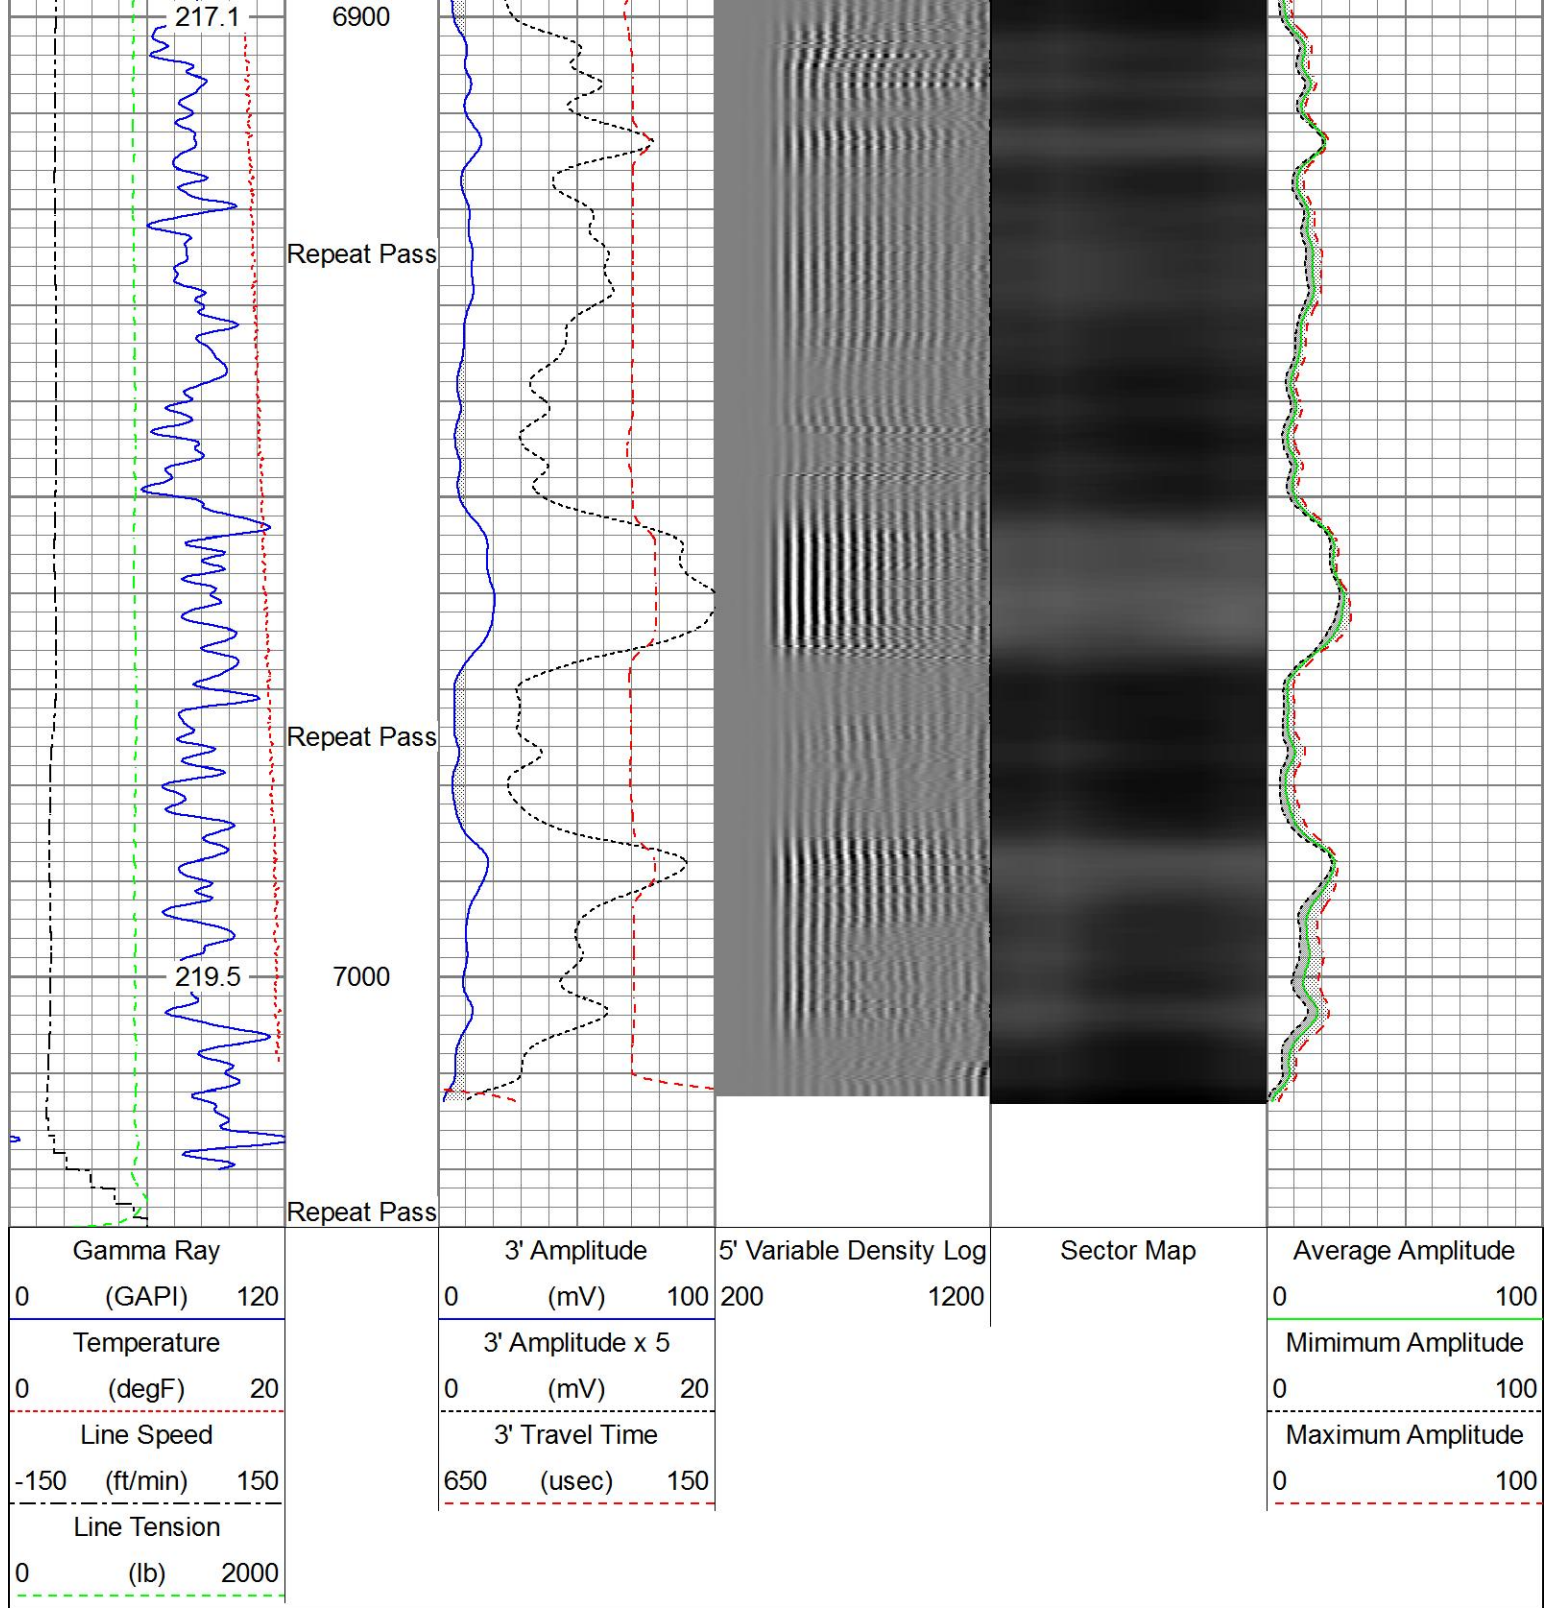 217.1 6900
Repeat Pass
Repeat Pass
219.5 7000
Repeat Pass
Gamma Ray 3' Amplitude 5' Variable Density Log Sector Map Average Amplitude
0 (GAPI) 120 0 (mV) 100 200 1200 0 100
Temperature 3' Amplitude x 5 Mimimum Amplitude
0 (degF) 20 0 (mV) 20 0 100
Line Speed 3' Travel Time Maximum Amplitude
-150 (ft/min) 150 650 (usec) 150 0 100
Line Tension
0 (lb) 2000